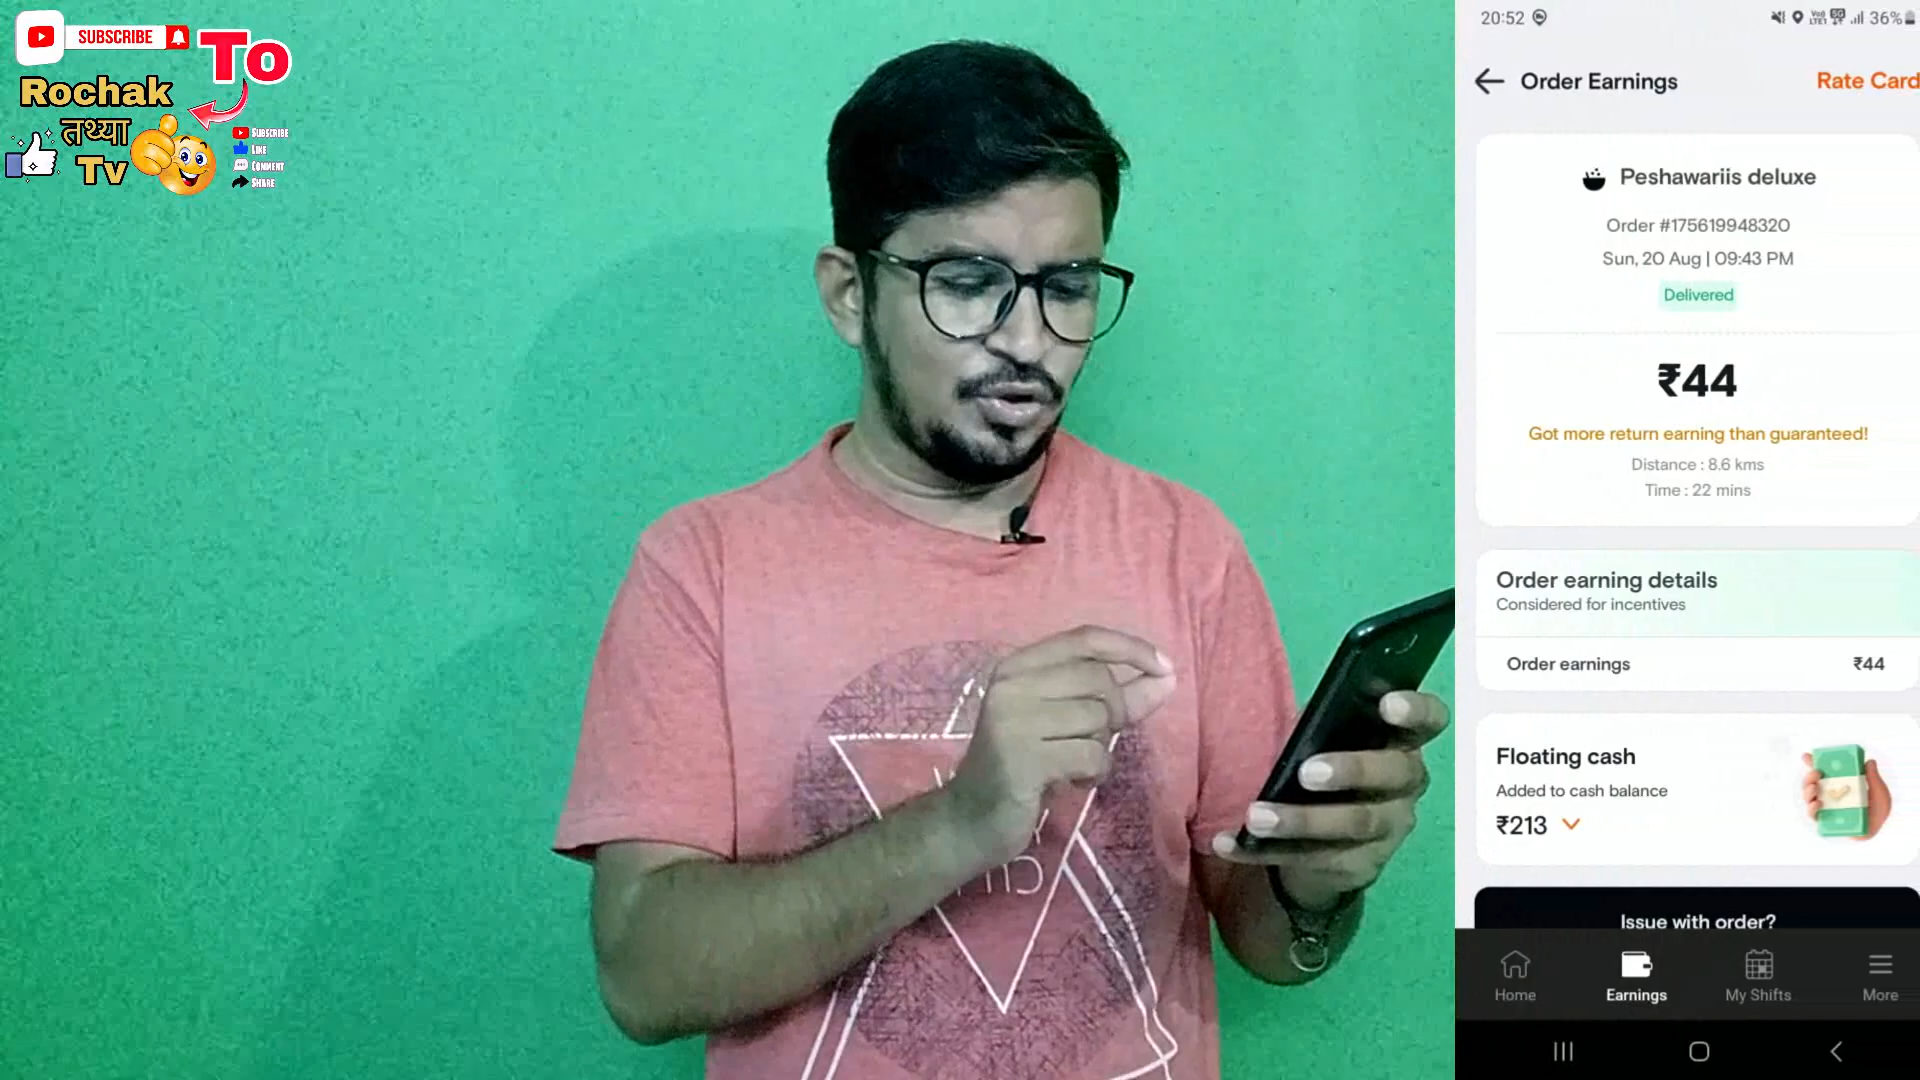 SUBSCRIBE
To
Rochak
तथ्या
Tv
SUBSCRIBE
LIKE
COMMENT
SHARE
20:52
36%
Order Earnings
Rate Card
Peshawariis deluxe
Order #175619948320
Sun, 20 Aug | 09:43 PM
Delivered
₹44
Got more return earning than guaranteed!
Distance : 8.6 kms
Time : 22 mins
Order earning details
Considered for incentives
Order earnings ₹44
Floating cash
Added to cash balance
₹213
Issue with order?
Home
Earnings
My Shifts
More